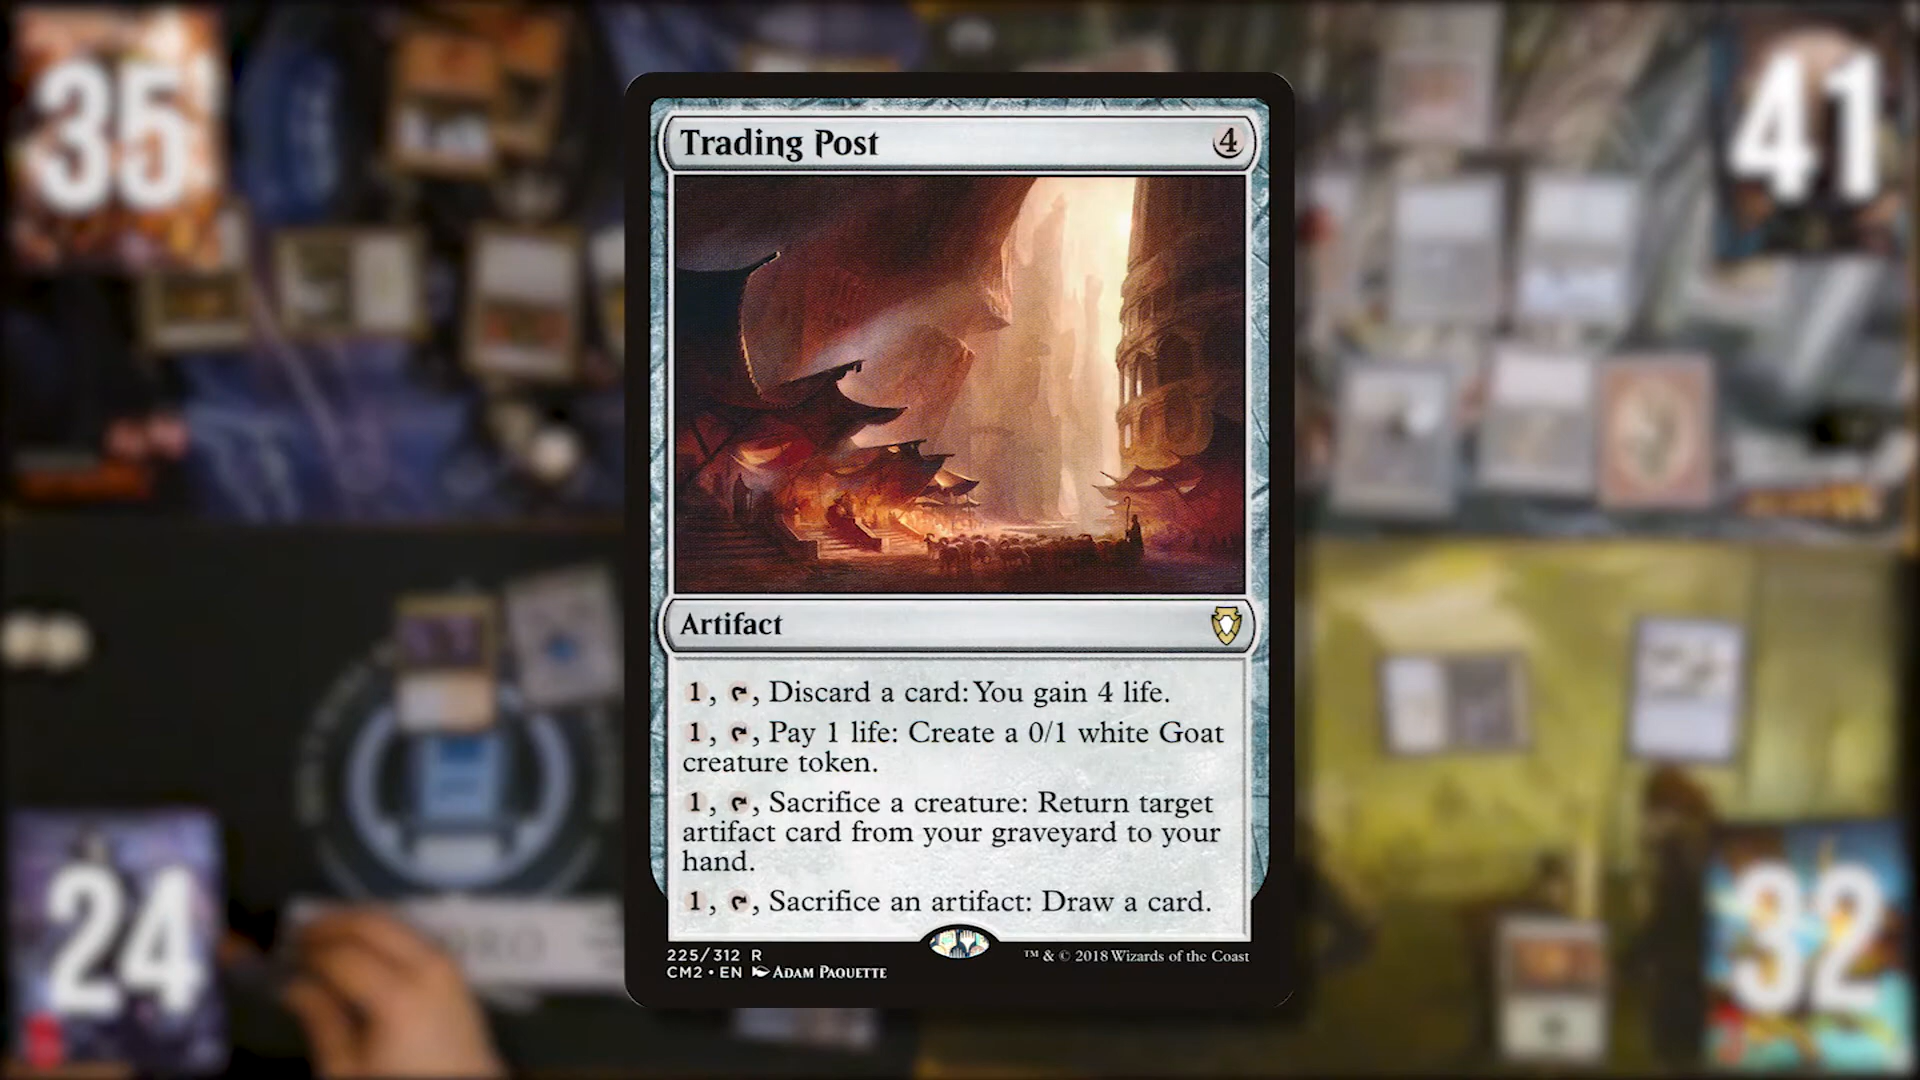 35
41
Trading Post 4
Artifact
1, T, Discard a card: You gain 4 life.
1, T, Pay 1 life: Create a 0/1 white Goat
creature token.
1, T, Sacrifice a creature: Return target
artifact card from your graveyard to your
hand.
1, T, Sacrifice an artifact: Draw a card.
225/312 R
CM2 • EN ADAM PAQUETTE
™ & © 2018 Wizards of the Coast
24
32